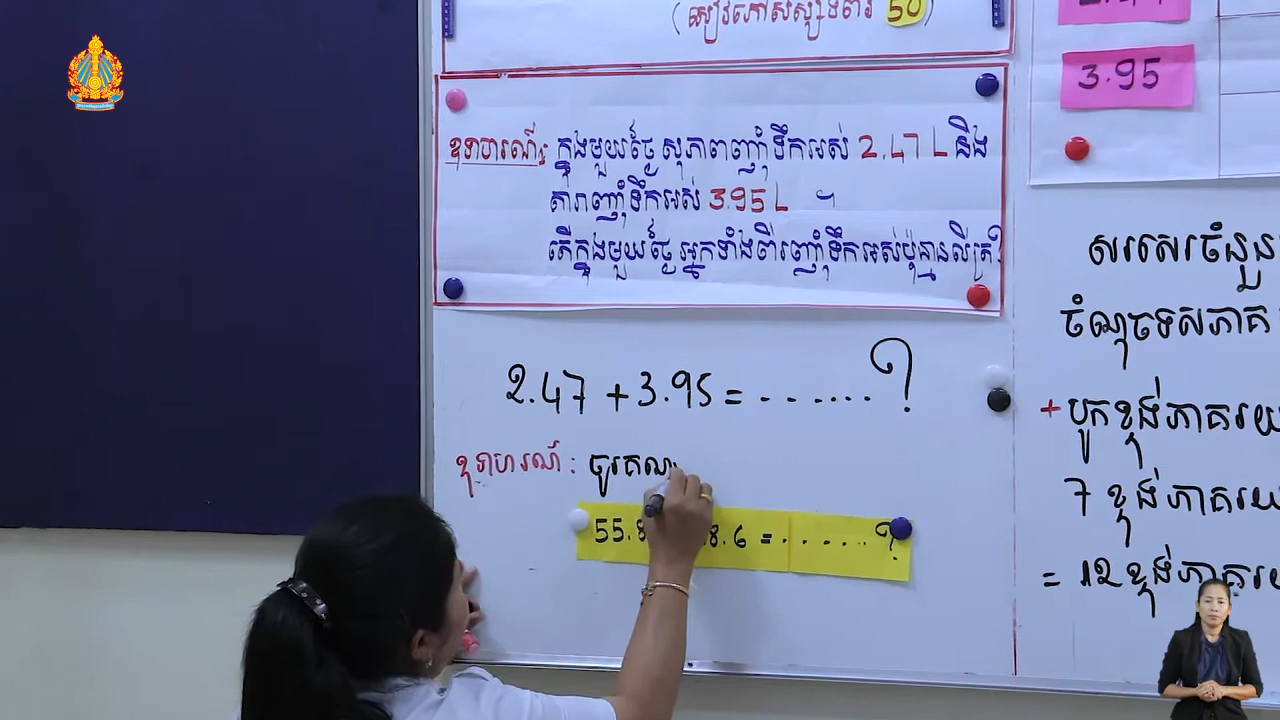 (សៀវភៅសិស្សទំព័រ 50)
3.95
ឧទាហរណ៍៖ ក្នុងមួយថ្ងៃ សុភាពញ៉ាំទឹកអស់ 2.47 L និង
តារាញ៉ាំទឹកអស់ 3.95 L ។
តើក្នុងមួយថ្ងៃ អ្នកទាំងពីរញ៉ាំទឹកអស់ប៉ុន្មានលីត្រ?
2.47 + 3.95 = ......?
ឧទាហរណ៍ : ចូរគណ
55.8 8.6 = ......?
សរសេរចំនួន
ចំណុចទសភាគ
+ បូកខ្ទង់ភាគរយ
7 ខ្ទង់ភាគរយ
= 12 ខ្ទង់ភាគរយ